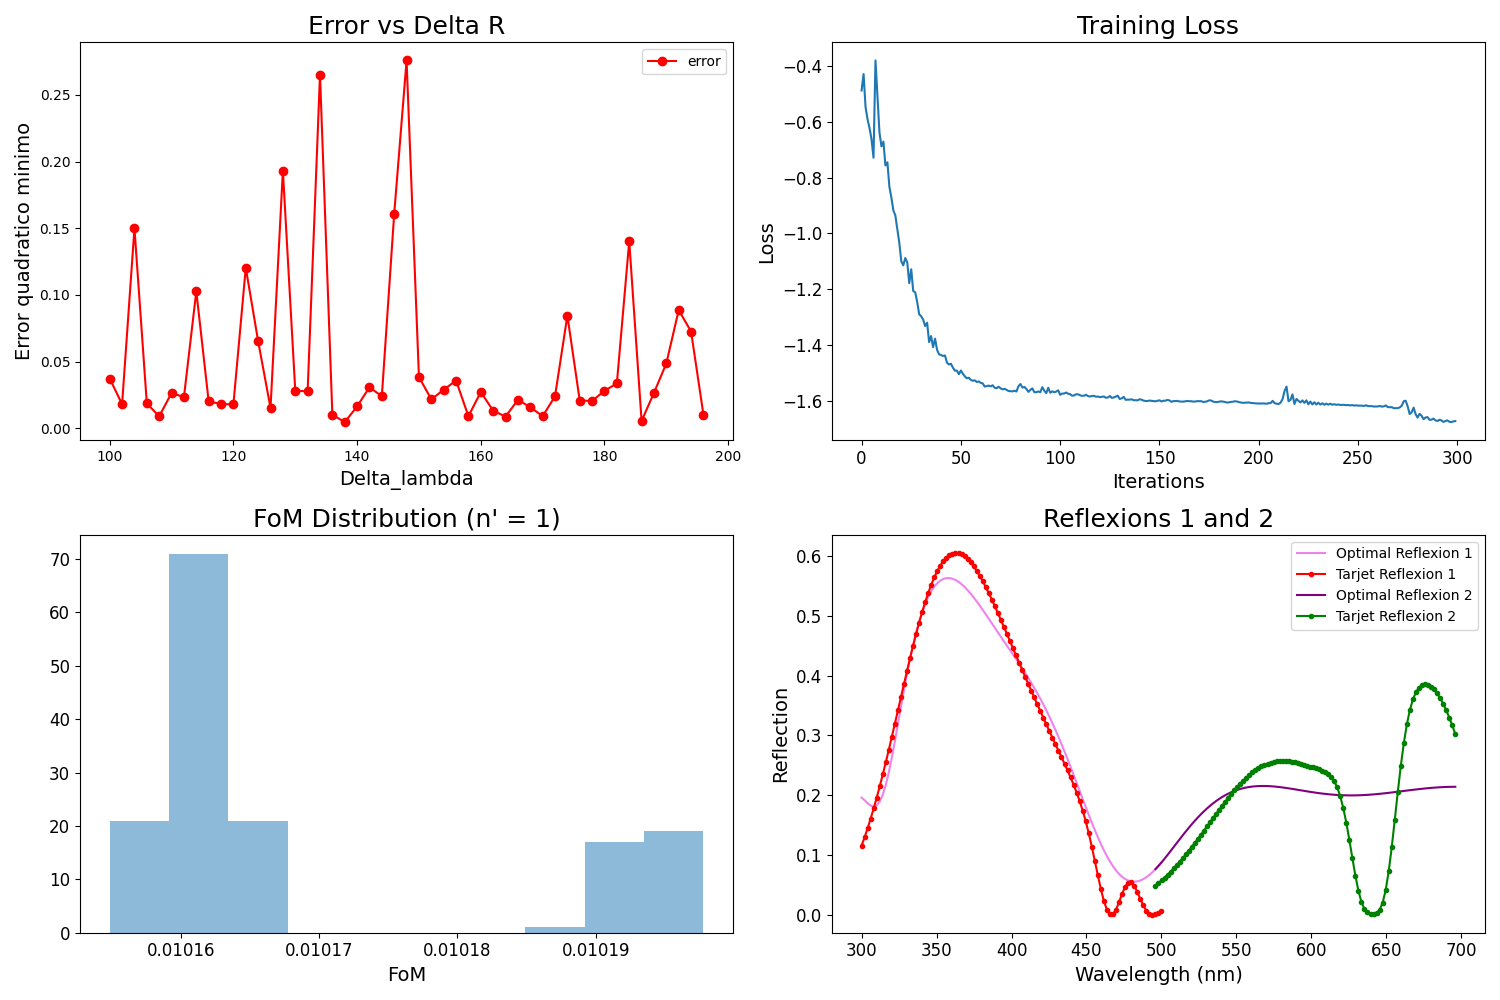 Error vs Delta R
error
Error quadratico minimo
0.25
0.20
0.15
0.10
0.05
0.00
100 120 140 160 180 200
Delta_lambda
Training Loss
Loss
−0.4
−0.6
−0.8
−1.0
−1.2
−1.4
−1.6
0 50 100 150 200 250 300
Iterations
FoM Distribution (n' = 1)
70
60
50
40
30
20
10
0
0.01016 0.01017 0.01018 0.01019
FoM
Reflexions 1 and 2
Optimal Reflexion 1
Tarjet Reflexion 1
Optimal Reflexion 2
Tarjet Reflexion 2
Reflection
0.6
0.5
0.4
0.3
0.2
0.1
0.0
300 350 400 450 500 550 600 650 700
Wavelength (nm)